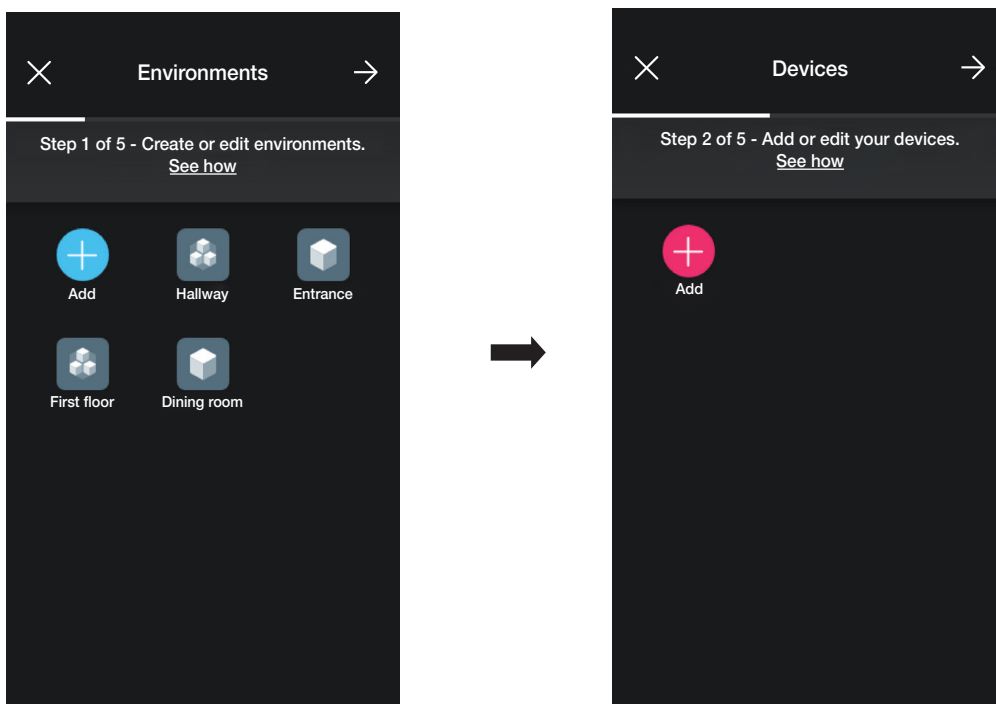 Environments
Step 1 of 5 - Create or edit environments.
See how
Add
Hallway
Entrance
First floor
Dining room
Devices
Step 2 of 5 - Add or edit your devices.
See how
Add